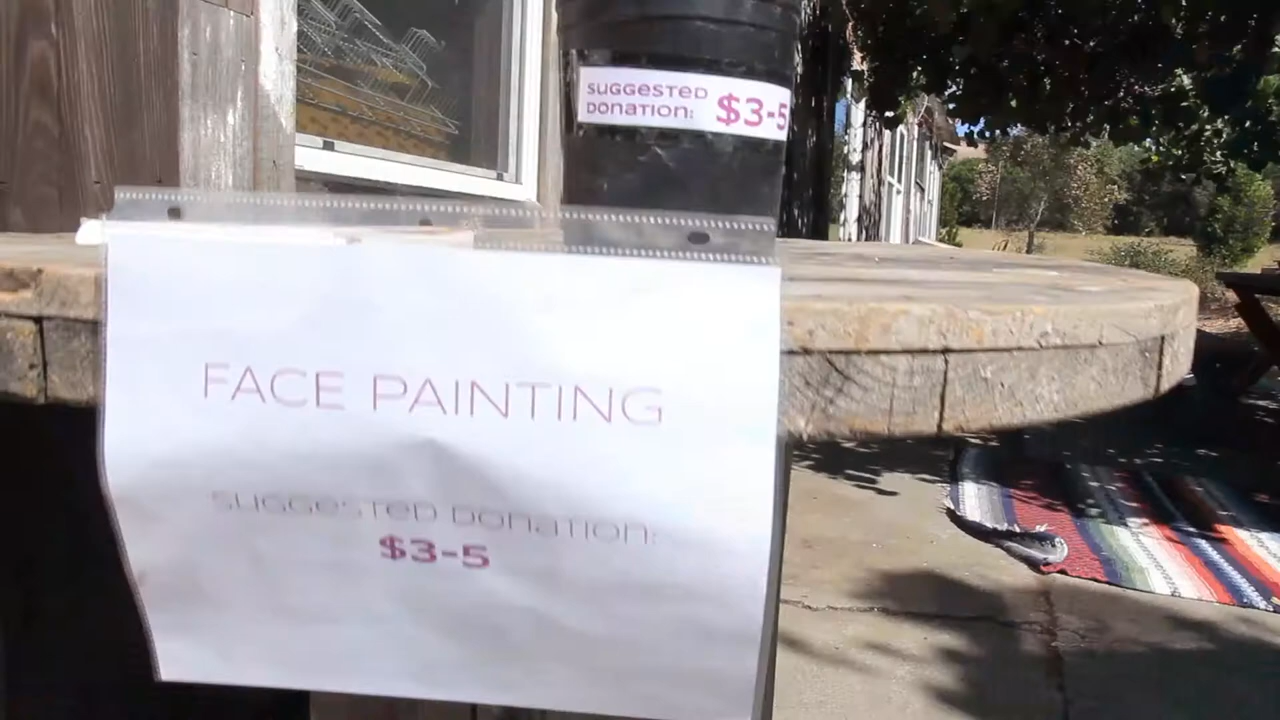 SUGGESTED
DONATION: $3-5
FACE PAINTING
SUGGESTED DONATION:
$3-5